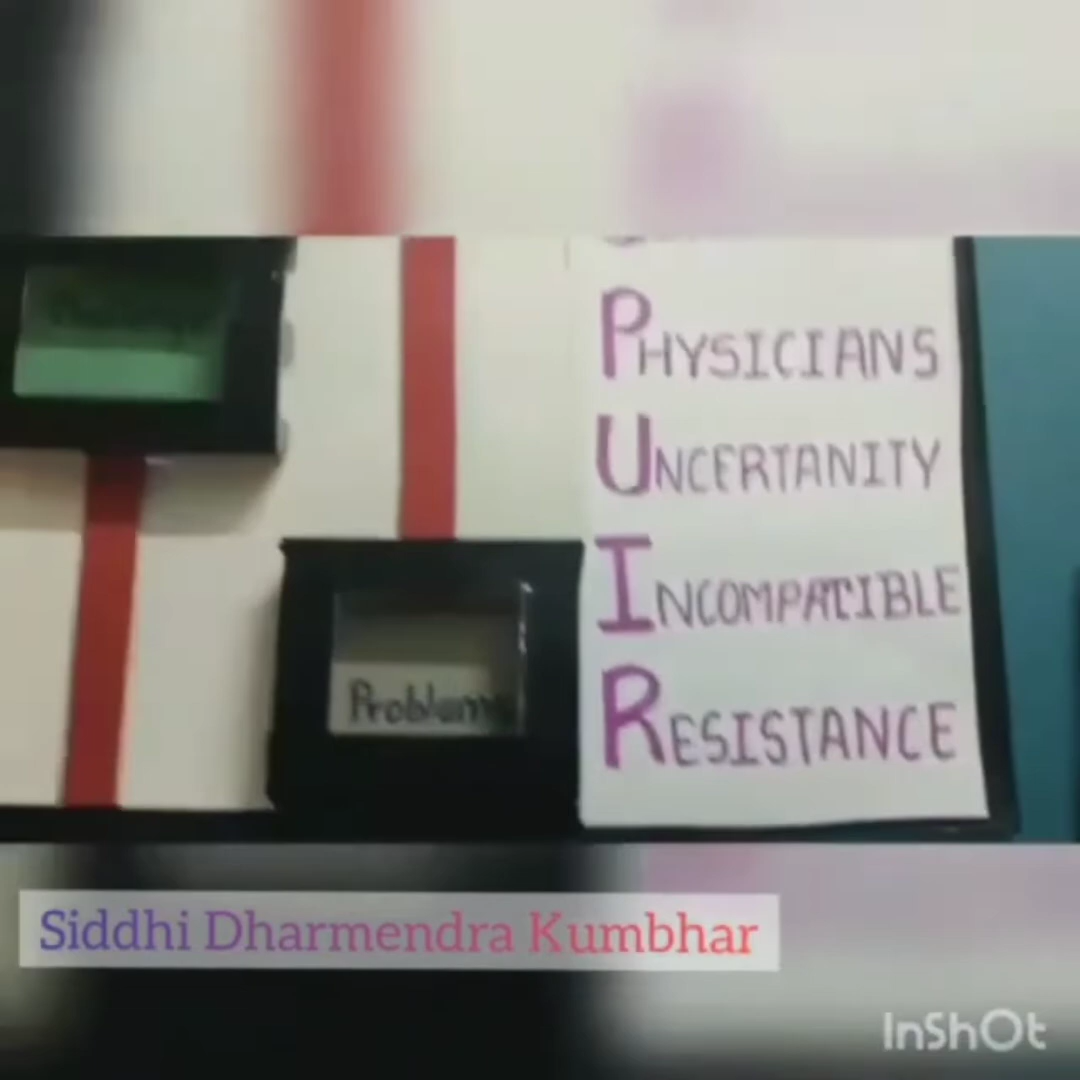 PHYSICIANS
UNCERTANITY
INCOMPATIBLE
Problems
RESISTANCE
Siddhi Dharmendra Kumbhar
InShOt